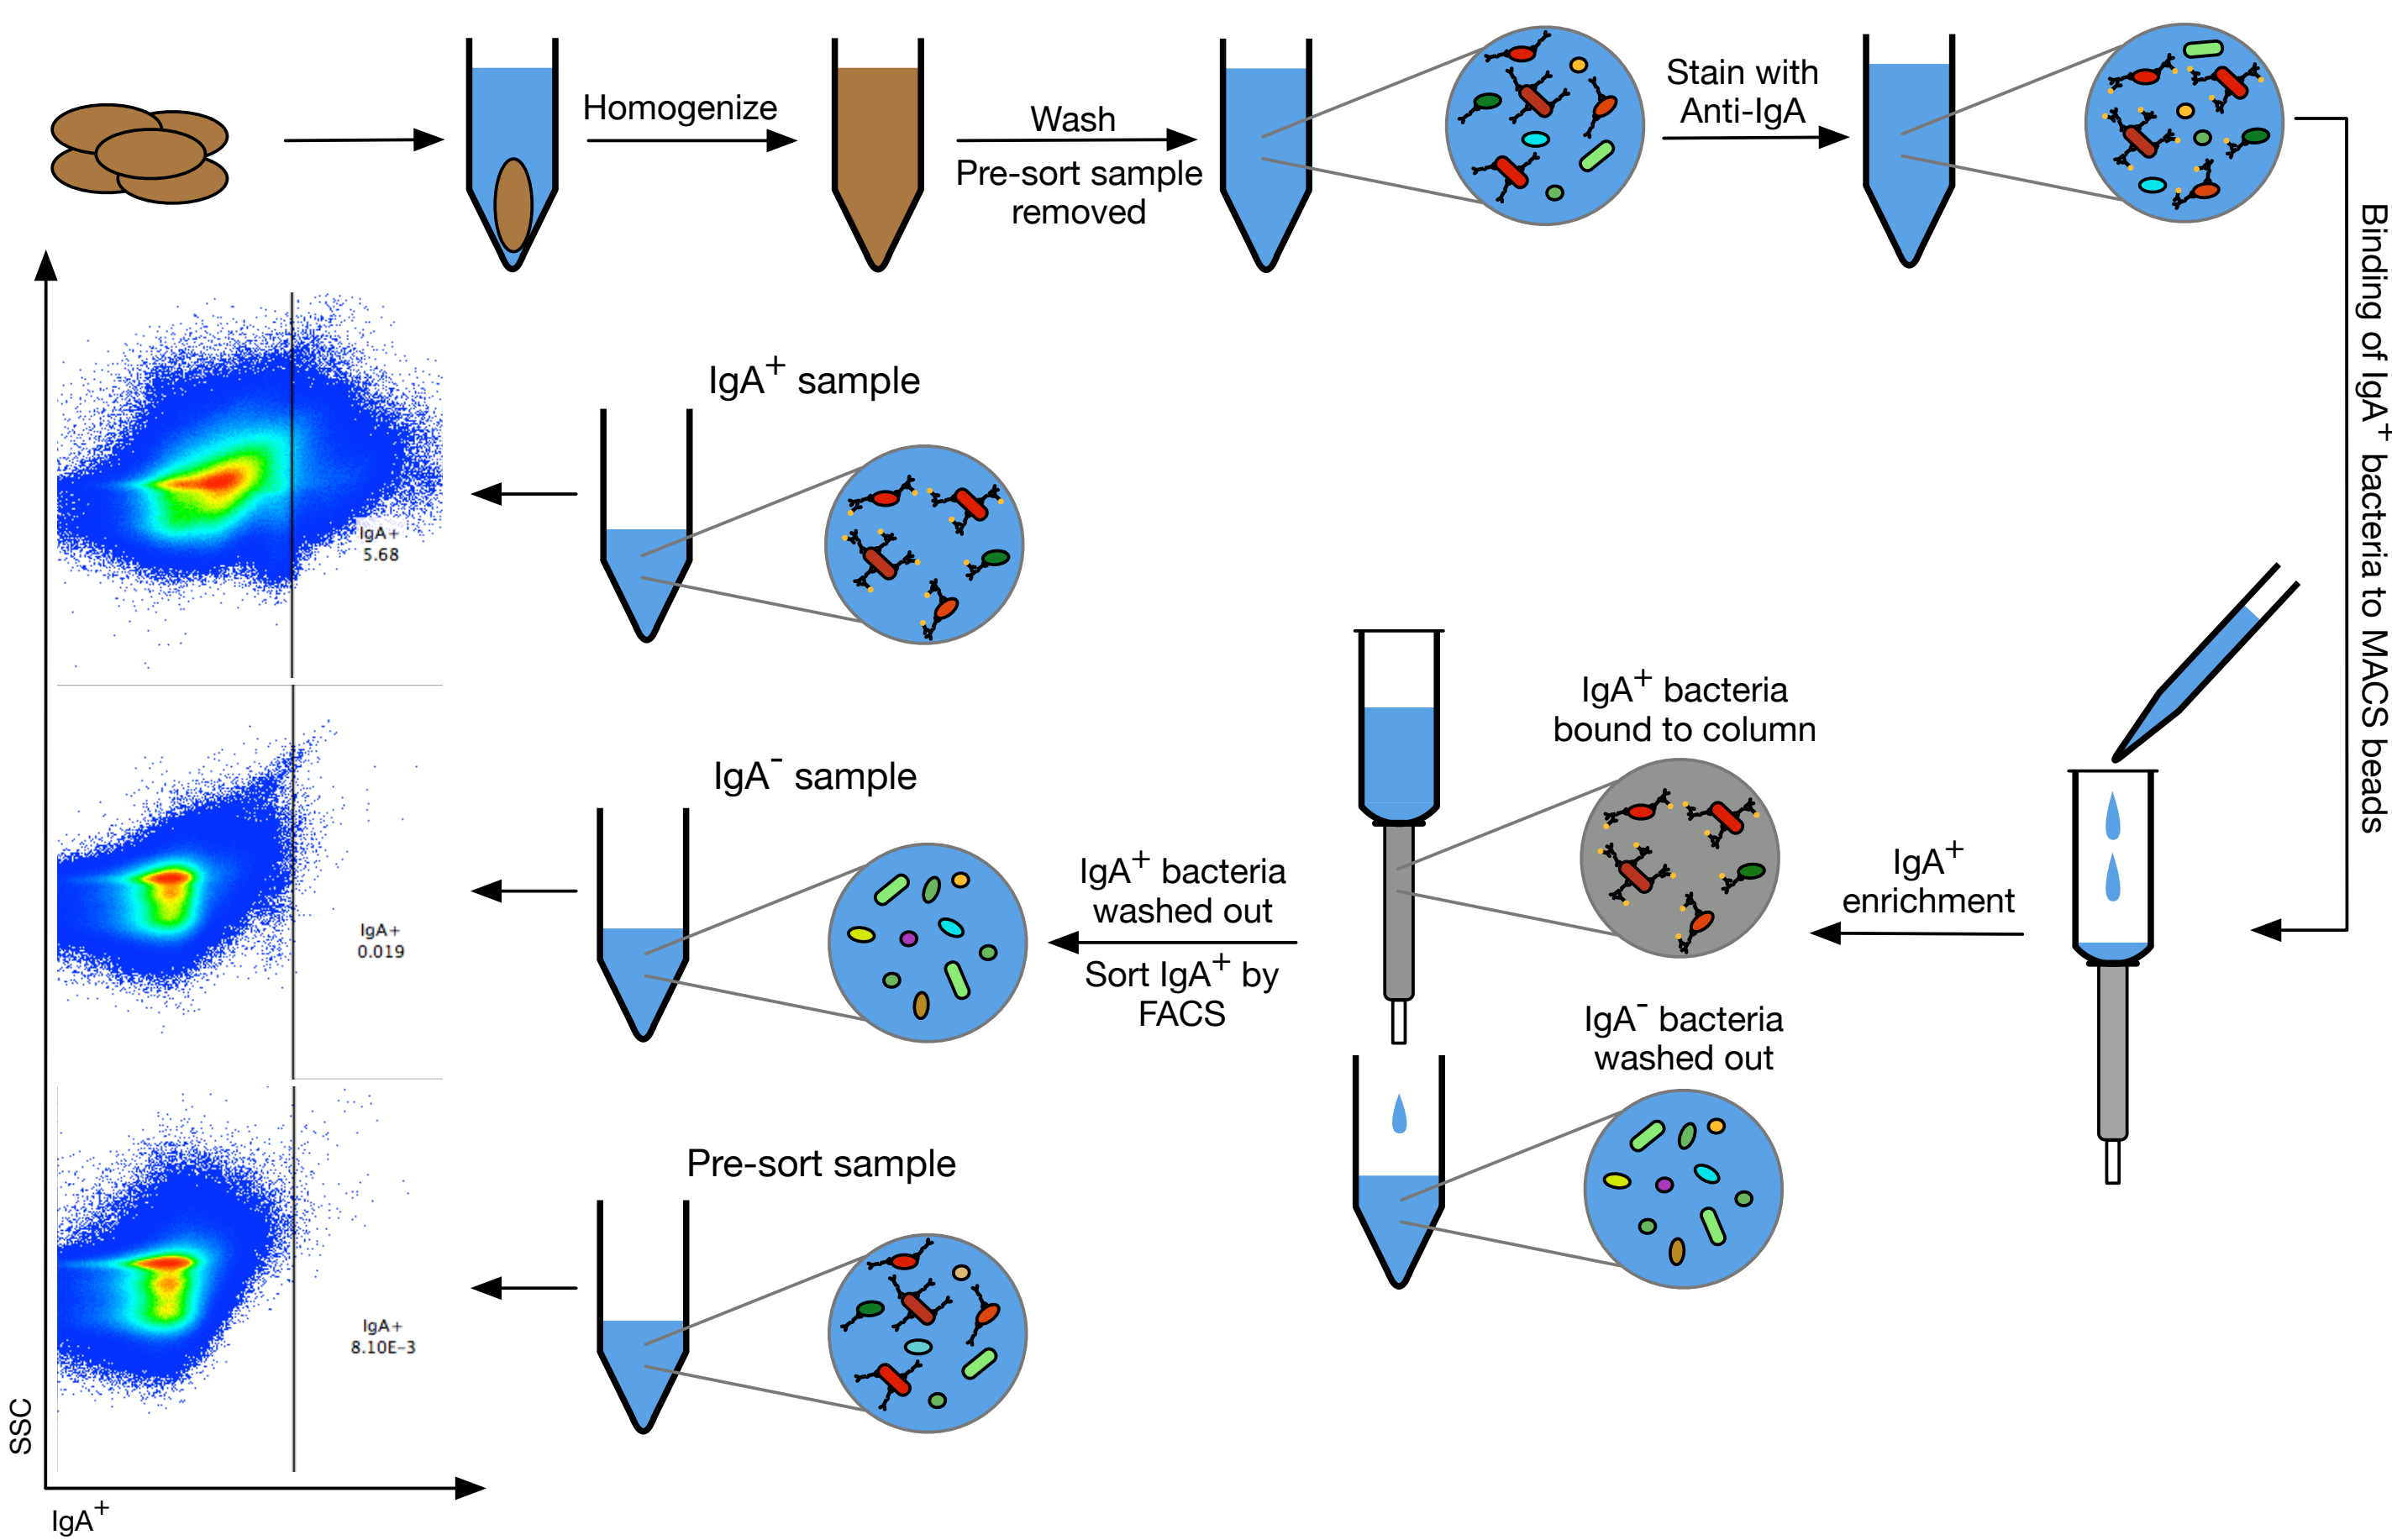 Homogenize
Wash
Pre-sort sample
removed
Stain with
Anti-IgA
Binding of IgA+ bacteria to MACS beads
IgA+
enrichment
IgA+ bacteria
bound to column
IgA- bacteria
washed out
IgA+ bacteria
washed out
Sort IgA+ by
FACS
IgA+ sample
IgA+
5.68
IgA- sample
IgA+
0.019
Pre-sort sample
IgA+
8.10E-3
SSC
IgA+